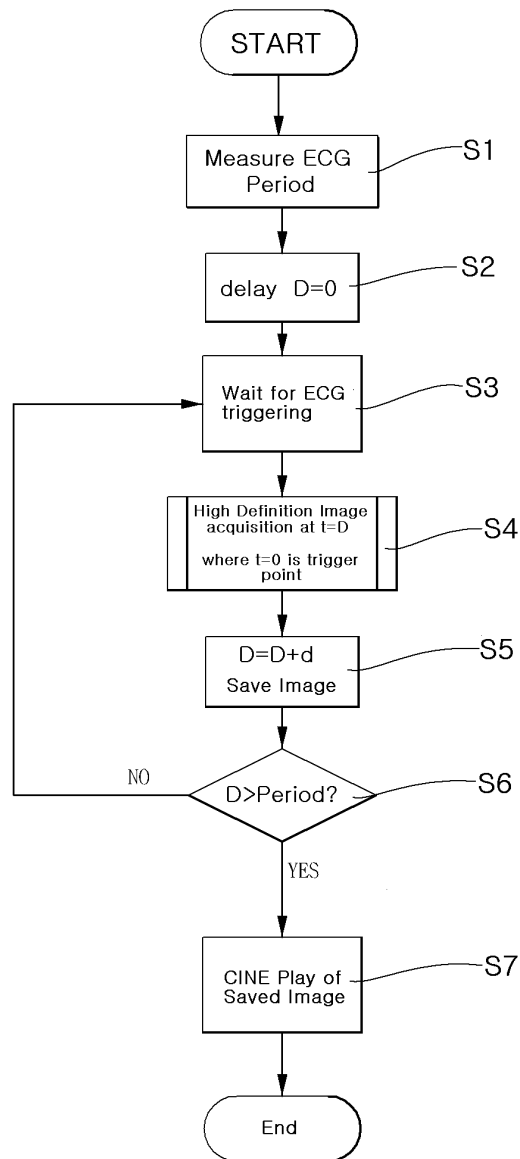 START
Measure ECG
Period
S1
delay D=0
S2
Wait for ECG
triggering
S3
High Definition Image
acquisition at t=D
where t=0 is trigger
point
S4
D=D+d
Save Image
S5
D>Period?
S6
NO
YES
CINE Play of
Saved Image
S7
End